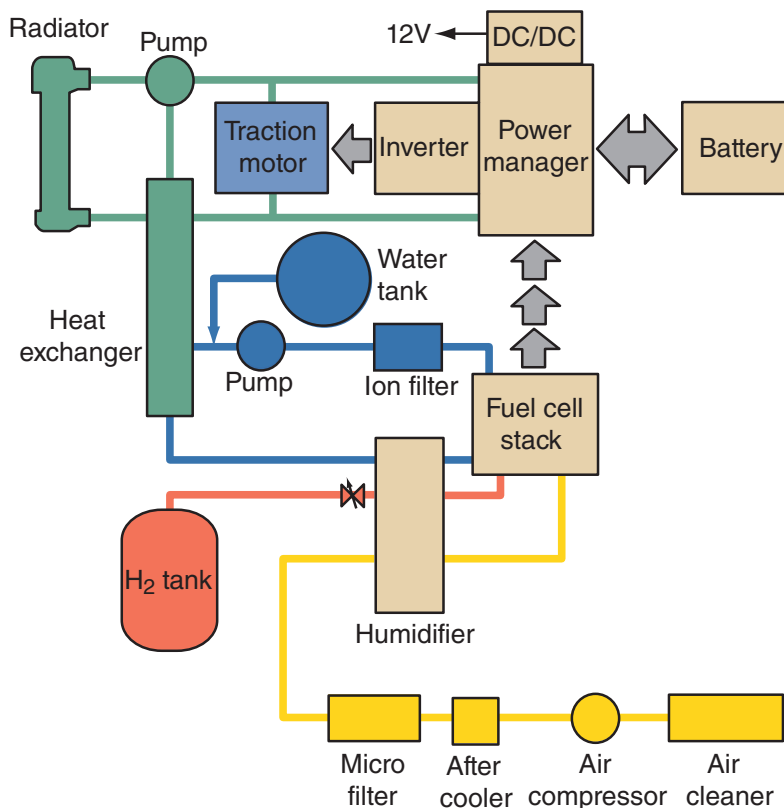 Radiator
Pump
12V
DC/DC
Traction
motor
Inverter
Power
manager
Battery
Water
tank
Heat
exchanger
Pump
Ion filter
Fuel cell
stack
H2 tank
Humidifier
Micro
filter
After
cooler
Air
compressor
Air
cleaner